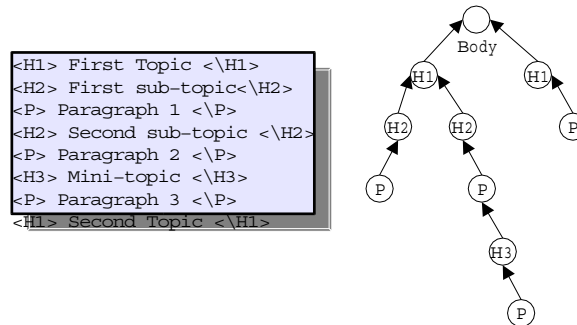 <H1> First Topic <\H1>
<H2> First sub-topic<\H2>
<P> Paragraph 1 <\P>
<H2> Second sub-topic <\H2>
<P> Paragraph 2 <\P>
<H3> Mini-topic <\H3>
<P> Paragraph 3 <\P>
<H1> Second Topic <\H1>
Body
H1 H1
H2 H2 P
P P
H3
P